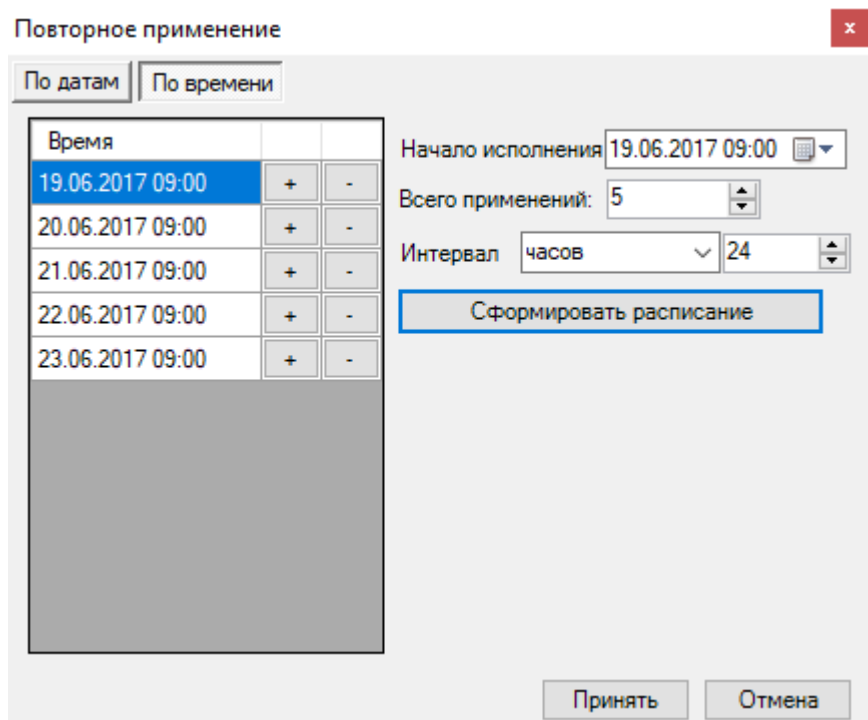 Повторное применение
x
По датам По времени
Время
19.06.2017 09:00 + -
20.06.2017 09:00 + -
21.06.2017 09:00 + -
22.06.2017 09:00 + -
23.06.2017 09:00 + -
Начало исполнения 19.06.2017 09:00
Всего применений: 5
Интервал часов 24
Сформировать расписание
Принять Отмена